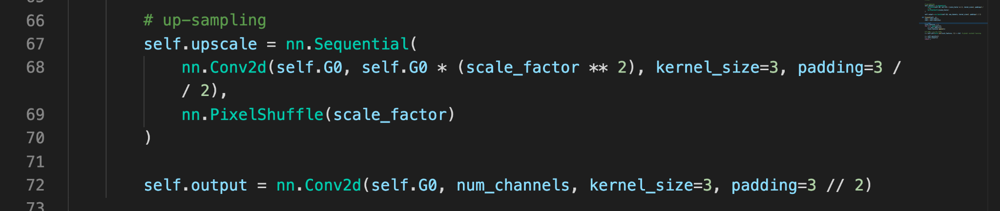 66 # up-sampling
67 self.upscale = nn.Sequential(
68 nn.Conv2d(self.G0, self.G0 * (scale_factor ** 2), kernel_size=3, padding=3 /
/ 2),
69 nn.PixelShuffle(scale_factor)
70 )
71
72 self.output = nn.Conv2d(self.G0, num_channels, kernel_size=3, padding=3 // 2)
73